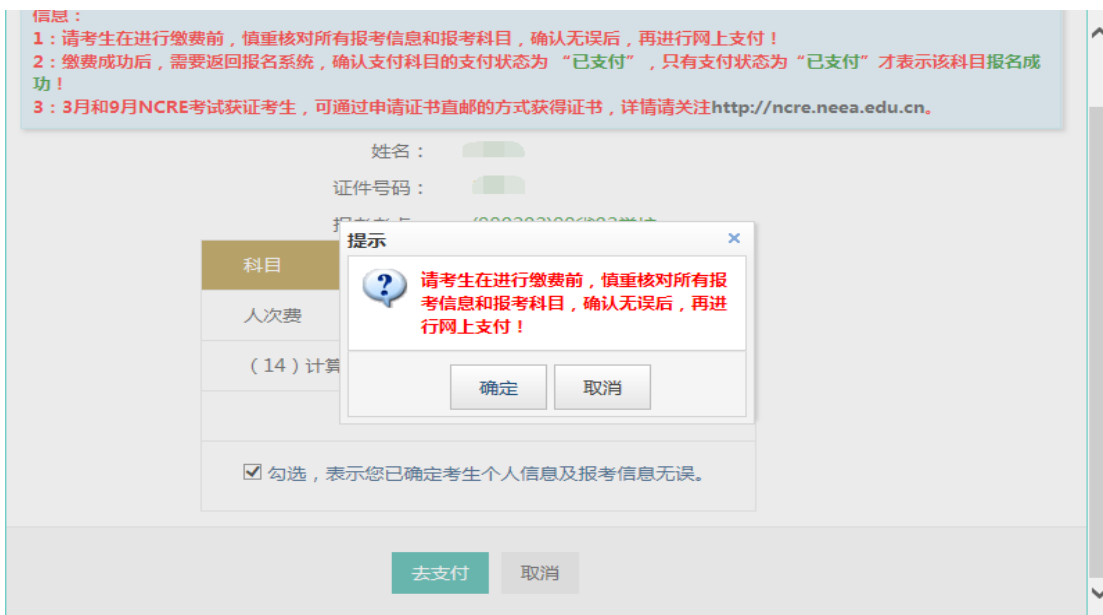 信息：
1：请考生在进行缴费前，慎重核对所有报考信息和报考科目，确认无误后，再进行网上支付！
2：缴费成功后，需要返回报名系统，确认支付科目的支付状态为 “已支付”，只有支付状态为“已支付”才表示该科目报名成
功！
3：3月和9月NCRE考试获证考生，可通过申请证书直邮的方式获得证书，详情请关注http://ncre.neea.edu.cn。
姓名：
证件号码：
提示
×
科目
请考生在进行缴费前，慎重核对所有报
考信息和报考科目，确认无误后，再进
行网上支付！
人次费
（14）计算
确定 取消
勾选，表示您已确定考生个人信息及报考信息无误。
去支付 取消